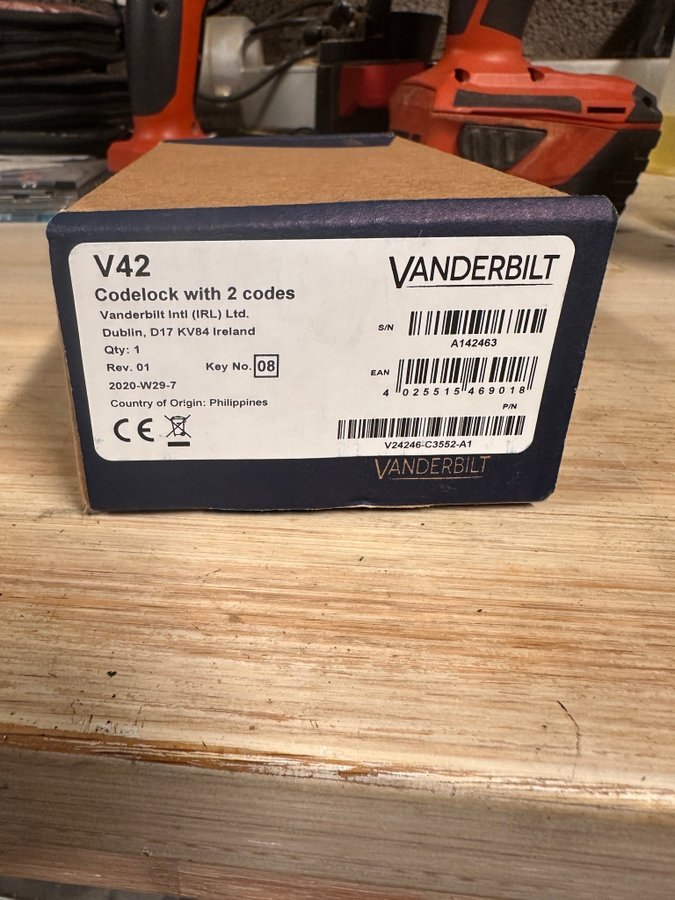 V42
Codelock with 2 codes
Vanderbilt Intl (IRL) Ltd.
Dublin, D17 KV84 Ireland
Qty: 1
Rev. 01 Key No. 08
2020-W29-7
Country of Origin: Philippines
CE
VANDERBILT
S/N
A142463
EAN
4 025515 469018
P/N
V24246-C3552-A1
VANDERBILT